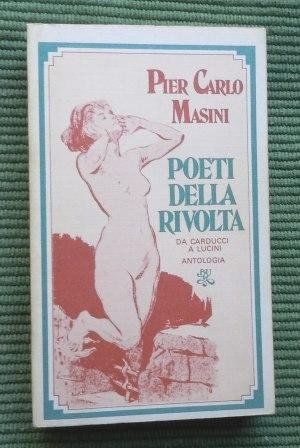 PIER CARLO
MASINI
POETI
DELLA
RIVOLTA
DA CARDUCCI
A LUCINI
ANTOLOGIA
BUR